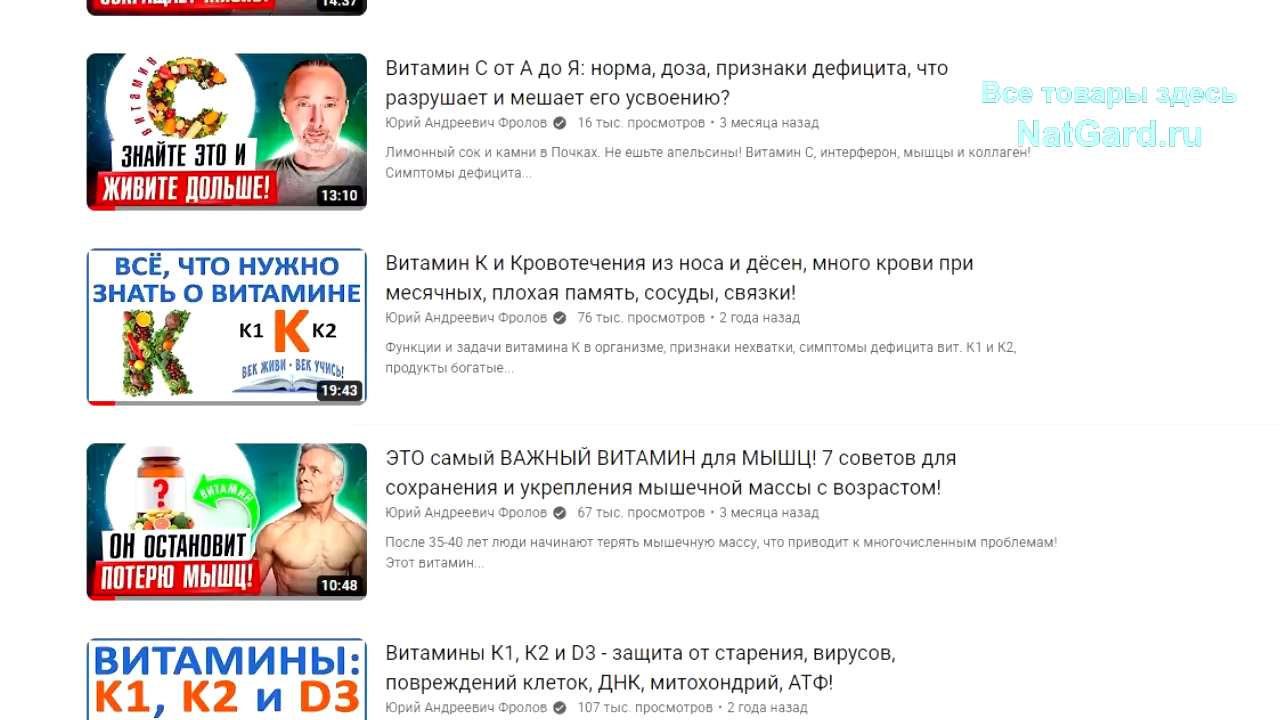 14:37
ВИТАМИН
ЗНАЙТЕ ЭТО И
ЖИВИТЕ ДОЛЬШЕ!
13:10
Витамин С от А до Я: норма, доза, признаки дефицита, что
разрушает и мешает его усвоению?
Юрий Андреевич Фролов 16 тыс. просмотров • 3 месяца назад
Лимонный сок и камни в Почках. Не ешьте апельсины! Витамин С, интерферон, мышцы и коллаген!
Симптомы дефицита...
Все товары здесь
NatGard.ru
ВСЁ, ЧТО НУЖНО
ЗНАТЬ О ВИТАМИНЕ
К1 К К2
ВЕК ЖИВИ - ВЕК УЧИСЬ!
19:43
Витамин К и Кровотечения из носа и дёсен, много крови при
месячных, плохая память, сосуды, связки!
Юрий Андреевич Фролов 76 тыс. просмотров • 2 года назад
Функции и задачи витамина К в организме, признаки нехватки, симптомы дефицита вит. К1 и К2,
продукты богатые...
?
ВИТАМИН
ОН ОСТАНОВИТ
ПОТЕРЮ МЫШЦ!
10:48
ЭТО самый ВАЖНЫЙ ВИТАМИН для МЫШЦ! 7 советов для
сохранения и укрепления мышечной массы с возрастом!
Юрий Андреевич Фролов 67 тыс. просмотров • 3 месяца назад
После 35-40 лет люди начинают терять мышечную массу, что приводит к многочисленным проблемам!
Этот витамин...
ВИТАМИНЫ:
К1, К2 и D3
Витамины К1, К2 и D3 - защита от старения, вирусов,
повреждений клеток, ДНК, митохондрий, АТФ!
Юрий Андреевич Фролов 107 тыс. просмотров • 2 года назад